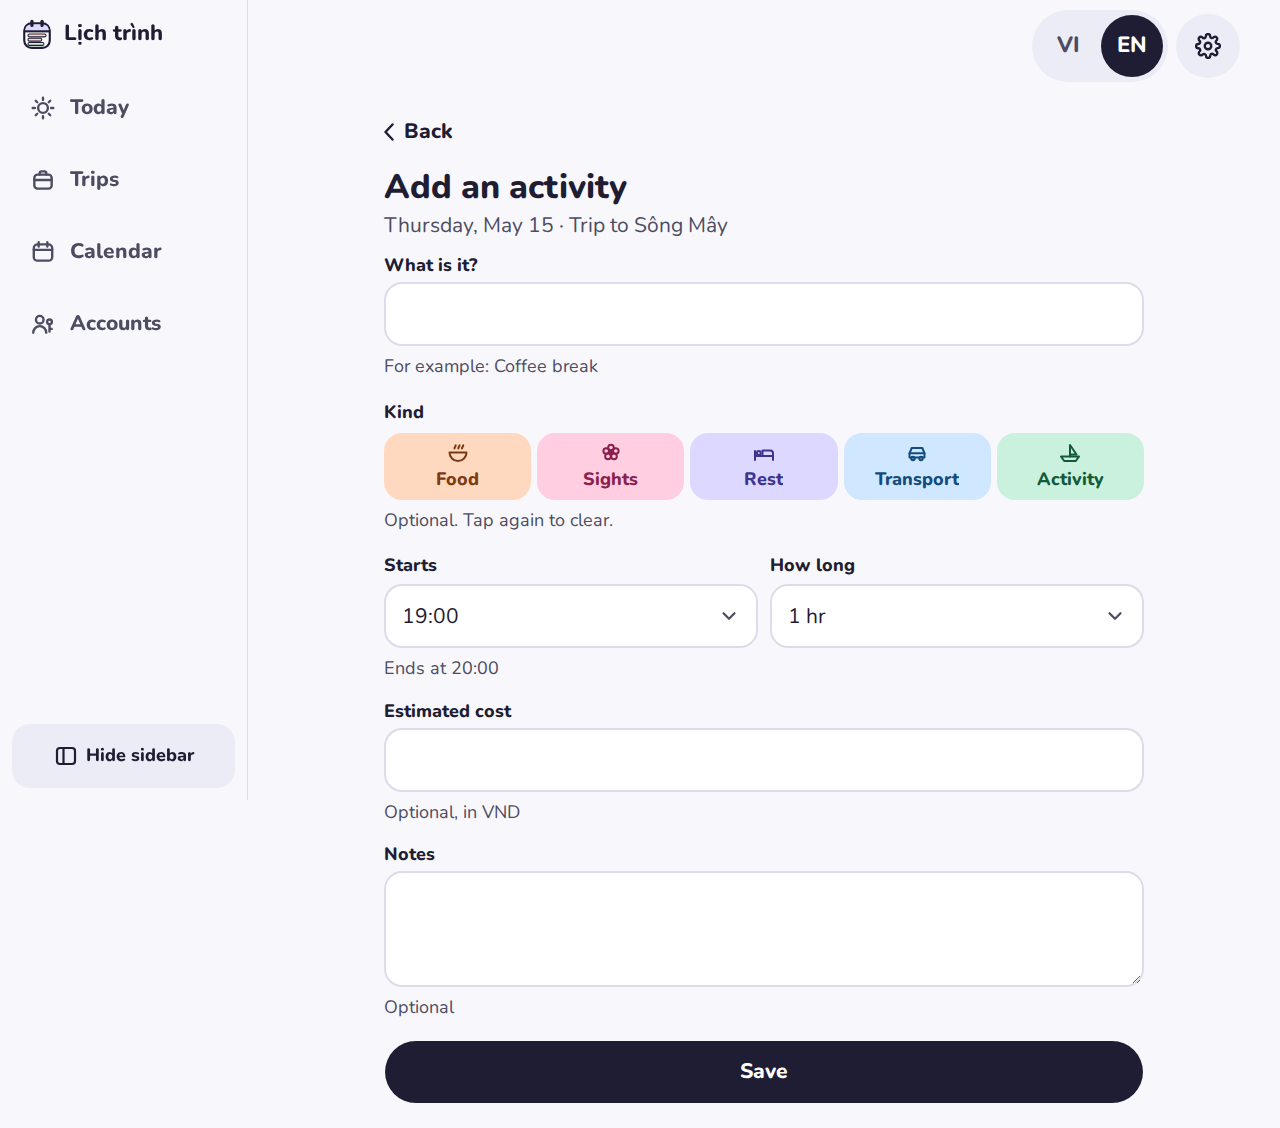 Lịch trình
VI
EN
Today
Trips
Calendar
Accounts
Hide sidebar
Back
Add an activity
Thursday, May 15 · Trip to Sông Mây
What is it?
For example: Coffee break
Kind
Food
Sights
Rest
Transport
Activity
Optional. Tap again to clear.
Starts
How long
19:00
1 hr
Ends at 20:00
Estimated cost
Optional, in VND
Notes
Optional
Save